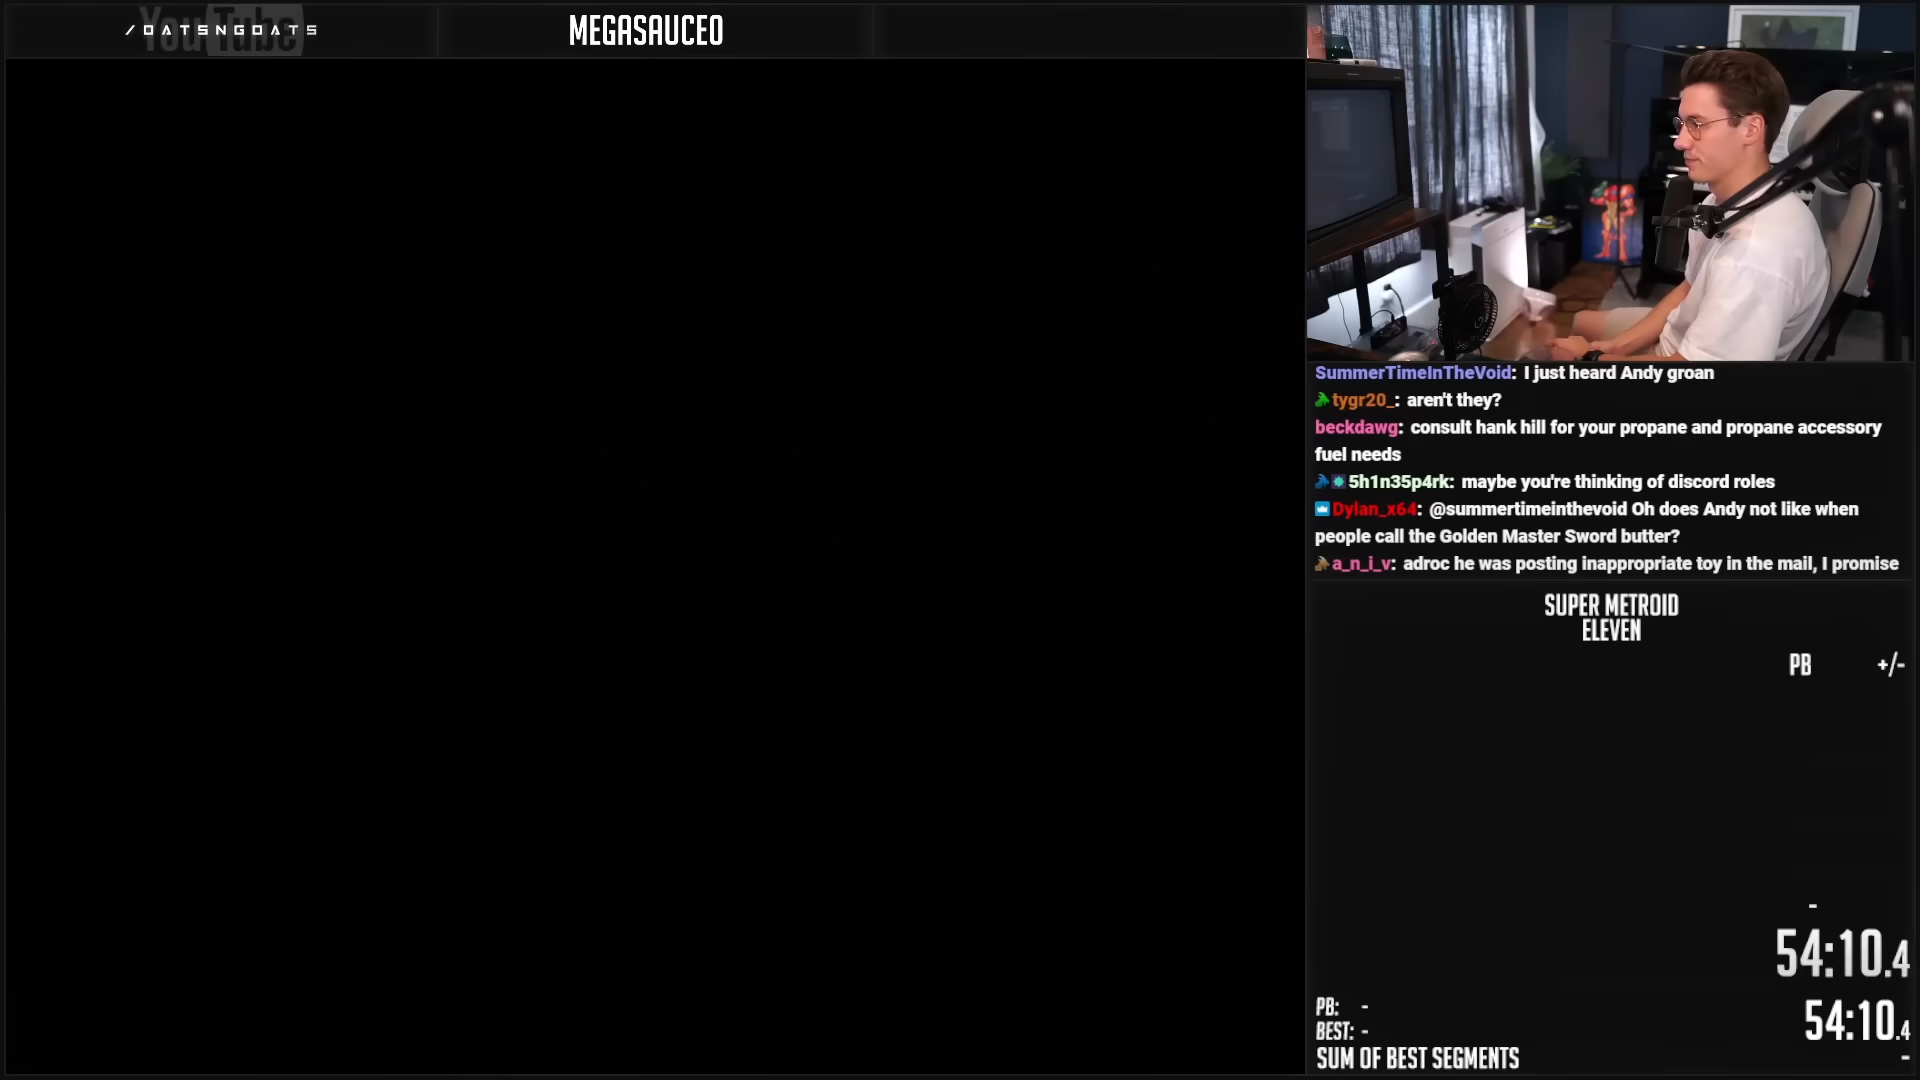 YouTube
/OATSNGOATS
MEGASAUCEO
SummerTimeInTheVoid: I just heard Andy groan
tygr20_: aren't they?
beckdawg: consult hank hill for your propane and propane accessory
fuel needs
5h1n35p4rk: maybe you're thinking of discord roles
Dylan_x64: @summertimeinthevoid Oh does Andy not like when
people call the Golden Master Sword butter?
a_n_i_v: adroc he was posting inappropriate toy in the mail, I promise
SUPER METROID
ELEVEN
PB +/-
-
54:10.4
PB: -
54:10.4
BEST: -
SUM OF BEST SEGMENTS -